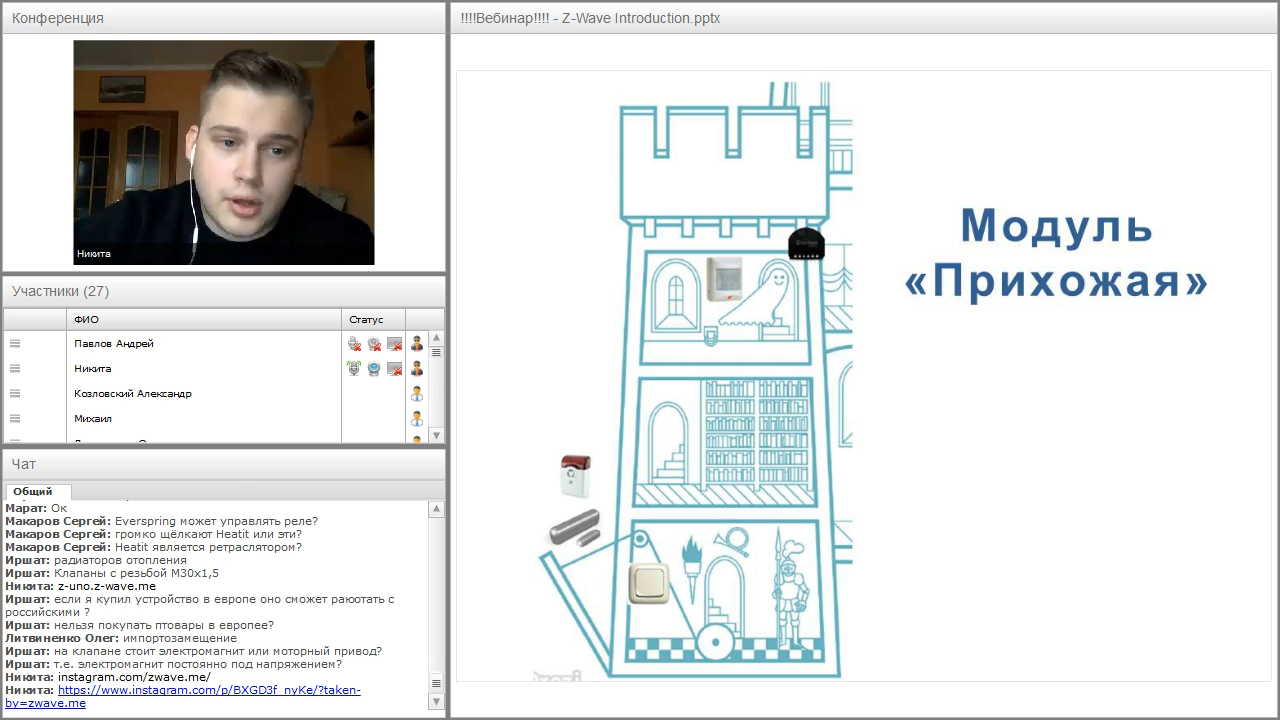 Конференция
Никита
Участники (27)
ФИО
Статус
Павлов Андрей
Никита
Козловский Александр
Михаил
Чат
Общий
Марат: Ок
Макаров Сергей: Everspring может управлять реле?
Макаров Сергей: громко щёлкают Heatit или эти?
Макаров Сергей: Heatit является ретраслятором?
Иршат: радиаторов отопления
Иршат: Клапаны с резьбой M30x1,5
Никита: z-uno.z-wave.me
Иршат: если я купил устройство в европе оно сможет раюотать с
российскими ?
Иршат: нельзя покупать птовары в европее?
Литвиненко Олег: импортозамещение
Иршат: на клапане стоит электромагнит или моторный привод?
Иршат: т.е. электромагнит постоянно под напряжением?
Никита: instagram.com/zwave.me/
Никита: https://www.instagram.com/p/BXGD3f_nyKe/?taken-
by=zwave.me
!!!!Вебинар!!!! - Z-Wave Introduction.pptx
Модуль
«Прихожая»